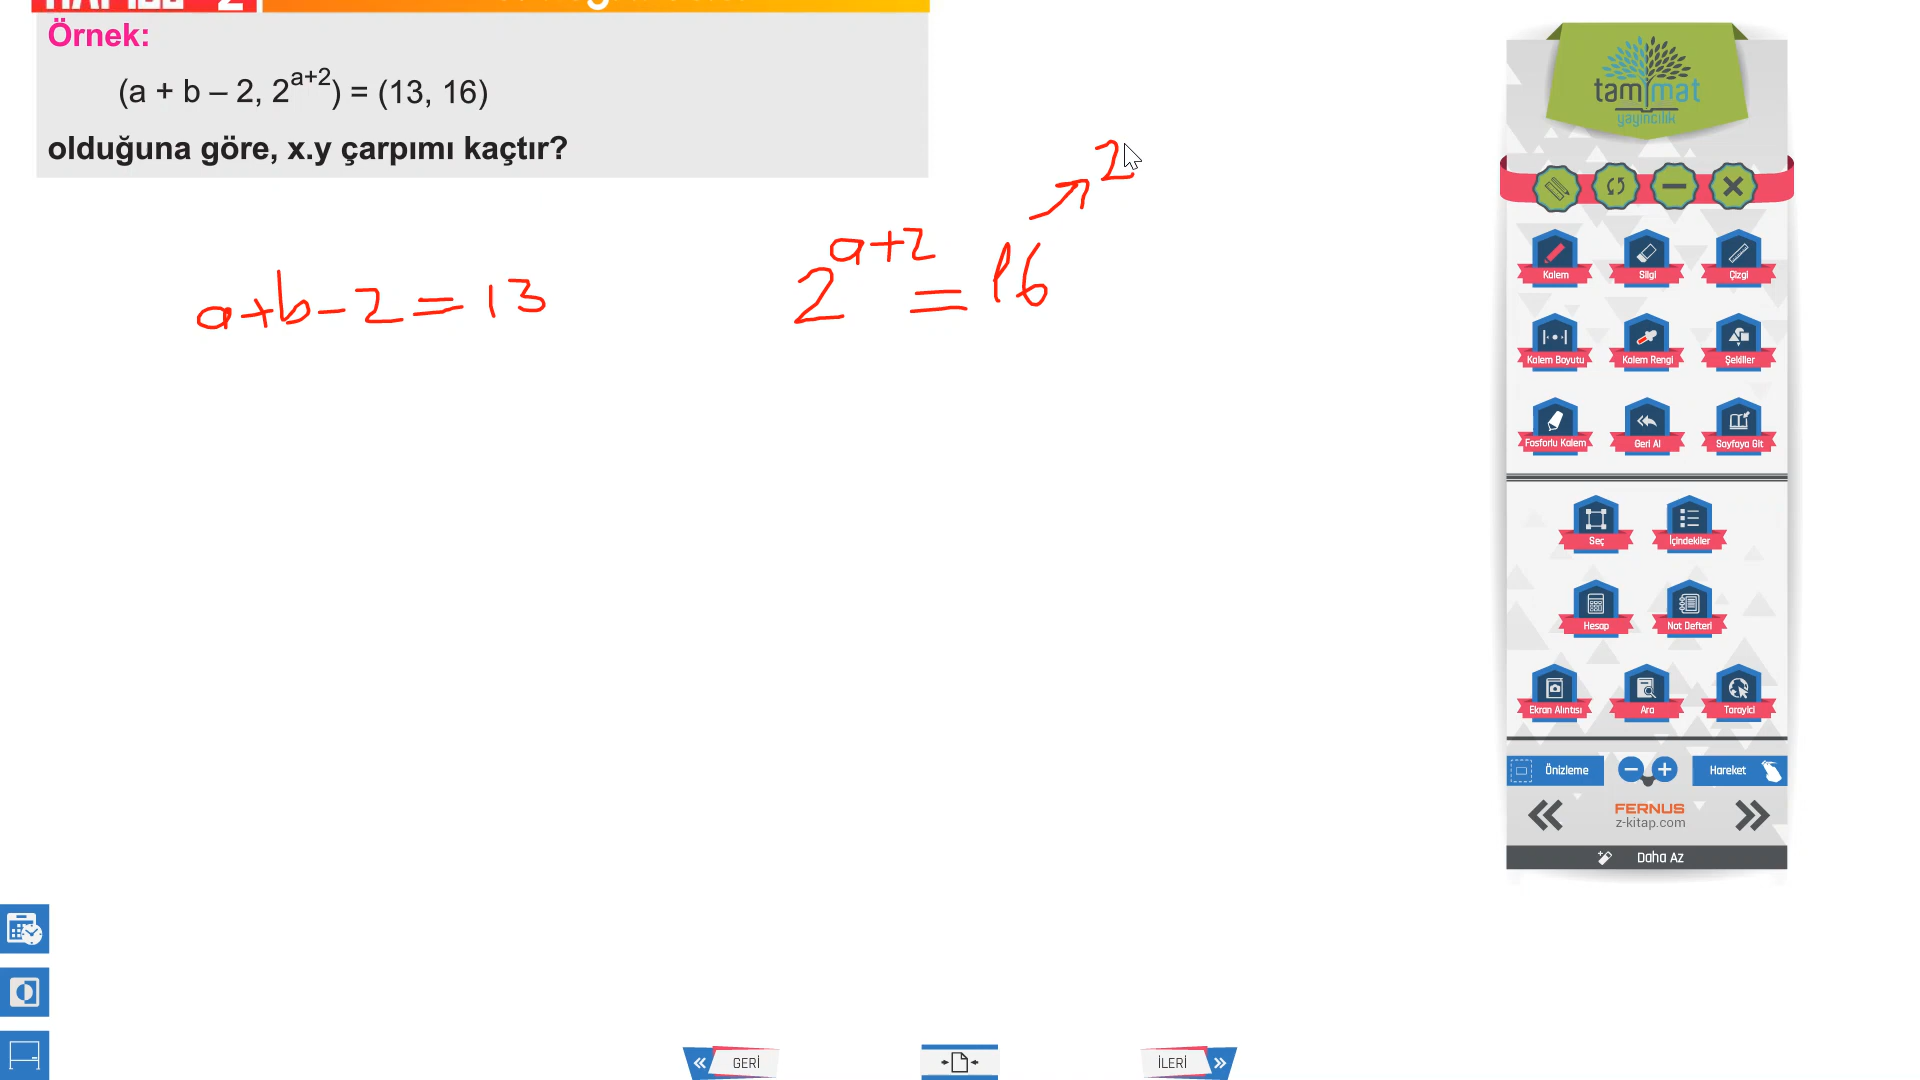 Örnek:
(a + b – 2, 2^{a+2}) = (13, 16)
olduğuna göre, x.y çarpımı kaçtır?
2
2^{a+2} = 16
a+b-2=13
tammat
yayıncılık
Kalem Silgi Çizgi
Kalem Boyutu Kalem Rengi Şekiller
Fosforlu Kalem Geri Al Sayfaya Git
Seç İçindekiler
Hesap Not Defteri
Ekran Alıntısı Ara Tarayici
Önizleme Hareket
FERNUS
z-kitap.com
Daha Az
GERİ İLERİ